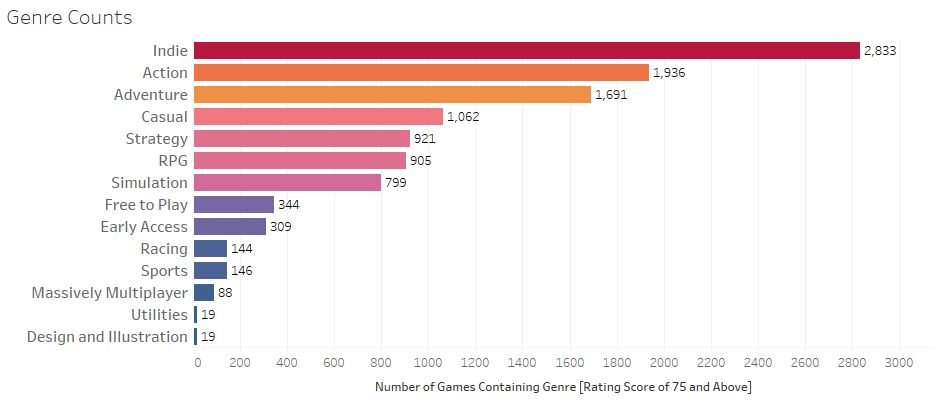 Genre Counts
Indie 2,833
Action 1,936
Adventure 1,691
Casual 1,062
Strategy 921
RPG 905
Simulation 799
Free to Play 344
Early Access 309
Racing 144
Sports 146
Massively Multiplayer 88
Utilities 19
Design and Illustration 19
0 200 400 600 800 1000 1200 1400 1600 1800 2000 2200 2400 2600 2800 3000
Number of Games Containing Genre [Rating Score of 75 and Above]